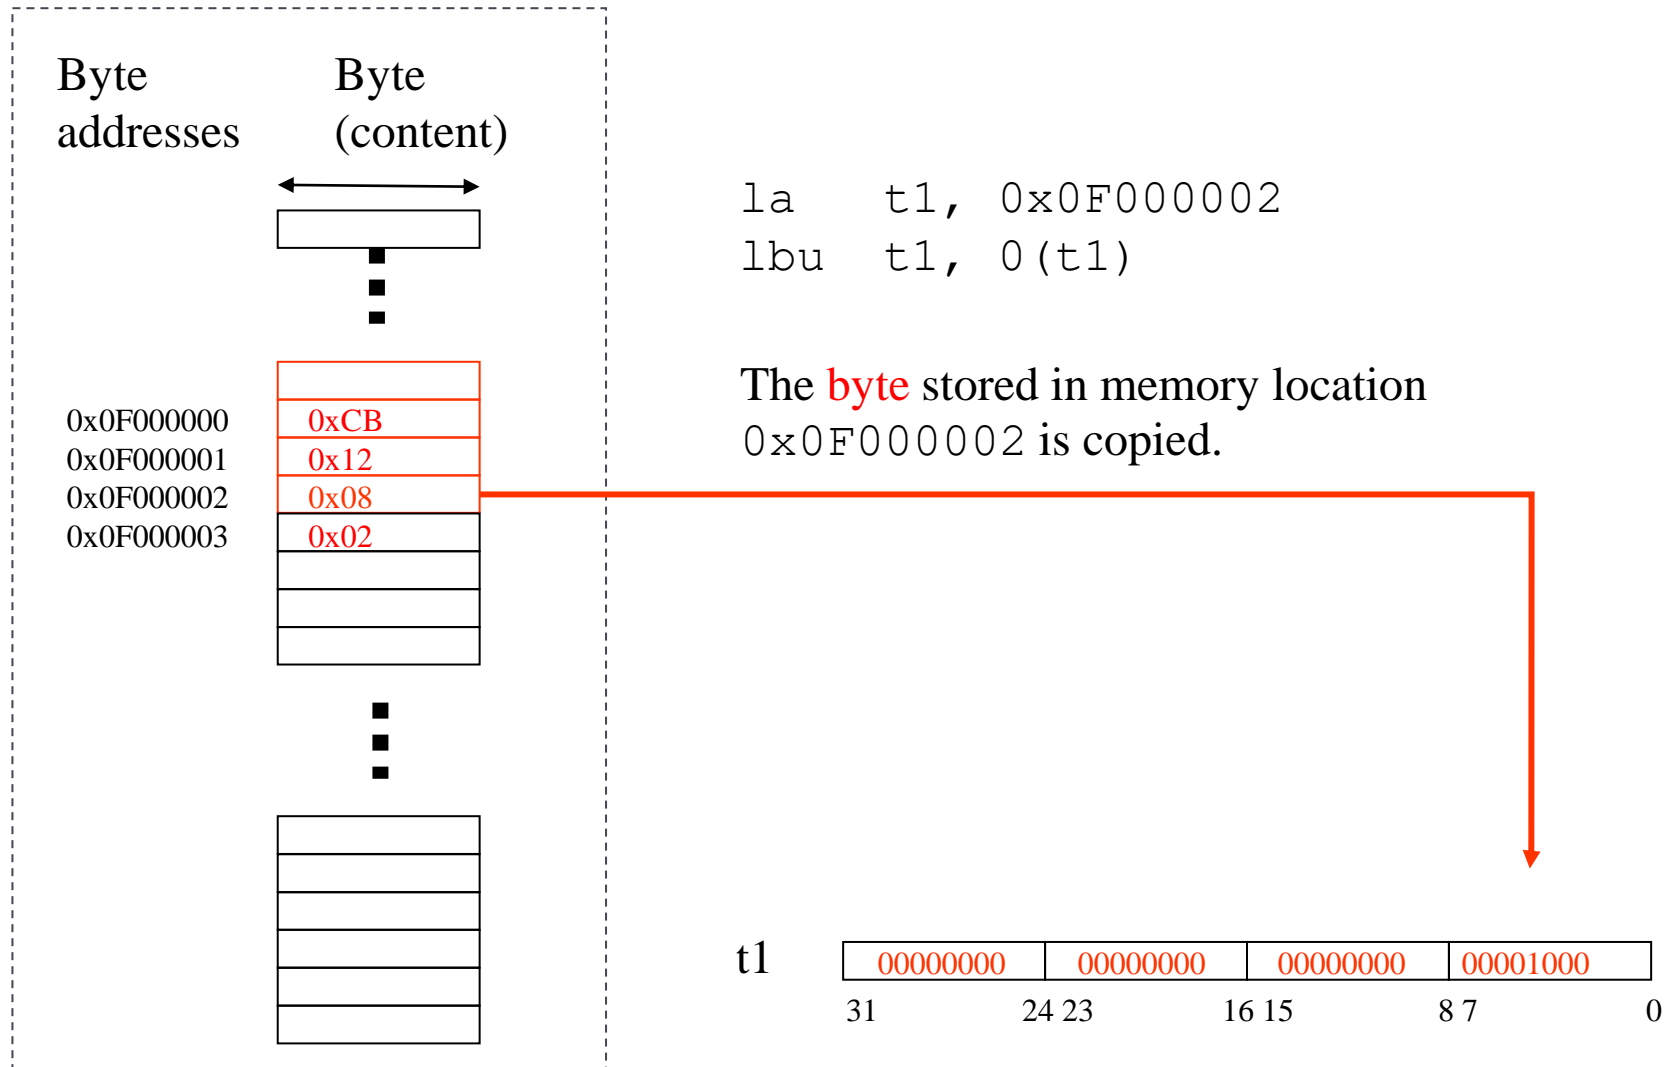 Byte addresses
Byte (content)
la t1, 0x0F000002
lbu t1, 0(t1)
The byte stored in memory location
0x0F000002 is copied.
0x0F000000 0xCB
0x0F000001 0x12
0x0F000002 0x08
0x0F000003 0x02
t1 00000000 00000000 00000000 00001000
31 24 23 16 15 8 7 0